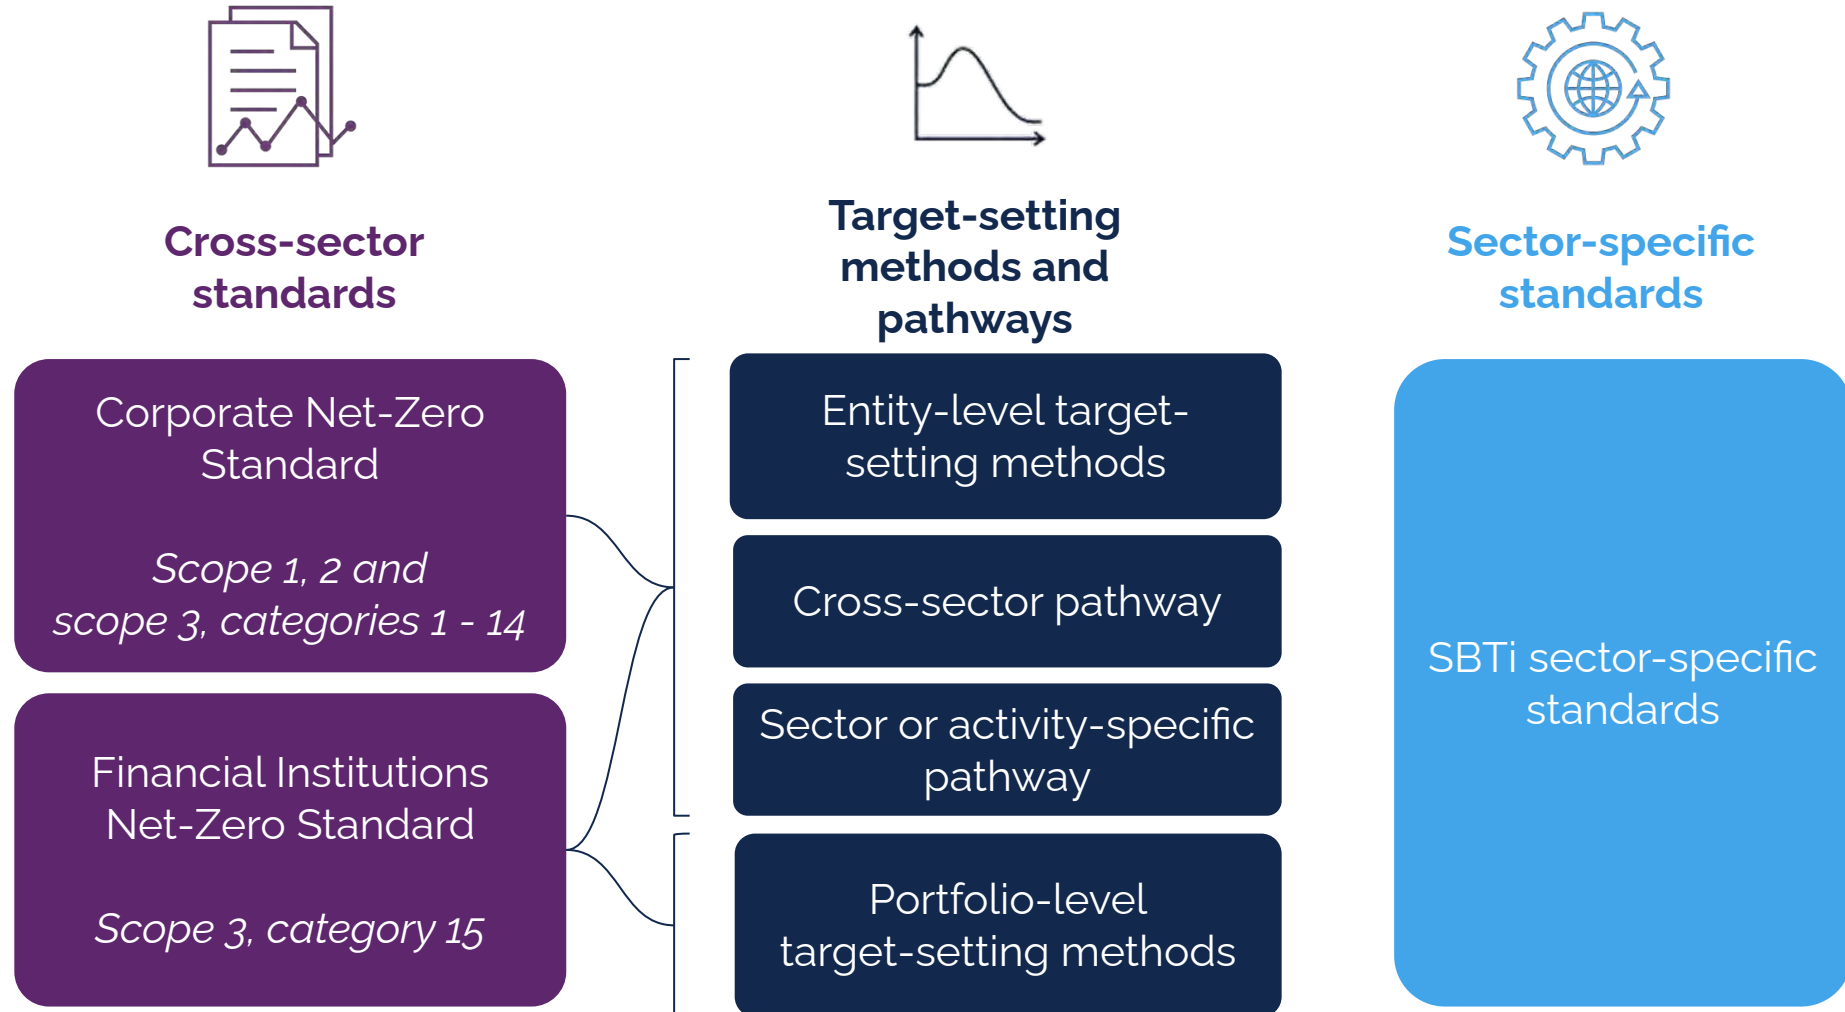 Cross-sector
standards
Corporate Net-Zero
Standard
Scope 1, 2 and
scope 3, categories 1 - 14
Financial Institutions
Net-Zero Standard
Scope 3, category 15
Target-setting
methods and
pathways
Entity-level target-
setting methods
Cross-sector pathway
Sector or activity-specific
pathway
Portfolio-level
target-setting methods
Sector-specific
standards
SBTi sector-specific
standards